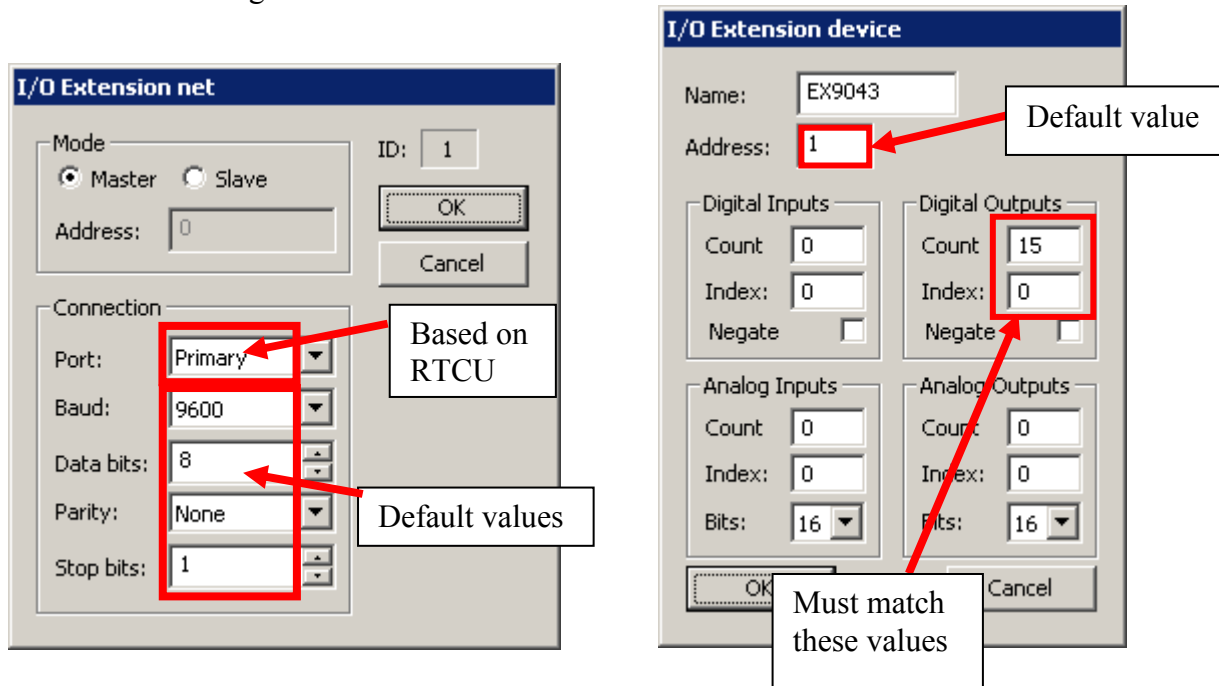 I/O Extension net
Mode
Master Slave
Address: 0
ID: 1
OK
Cancel
Connection
Port: Primary
Baud: 9600
Data bits: 8
Parity: None
Stop bits: 1
Based on
RTCU
Default values
I/O Extension device
Name: EX9043
Address: 1
Default value
Digital Inputs
Count 0
Index: 0
Negate
Digital Outputs
Count 15
Index: 0
Negate
Analog Inputs
Count 0
Index: 0
Bits: 16
Analog Outputs
Count 0
Index: 0
Bits: 16
OK
Cancel
Must match
these values